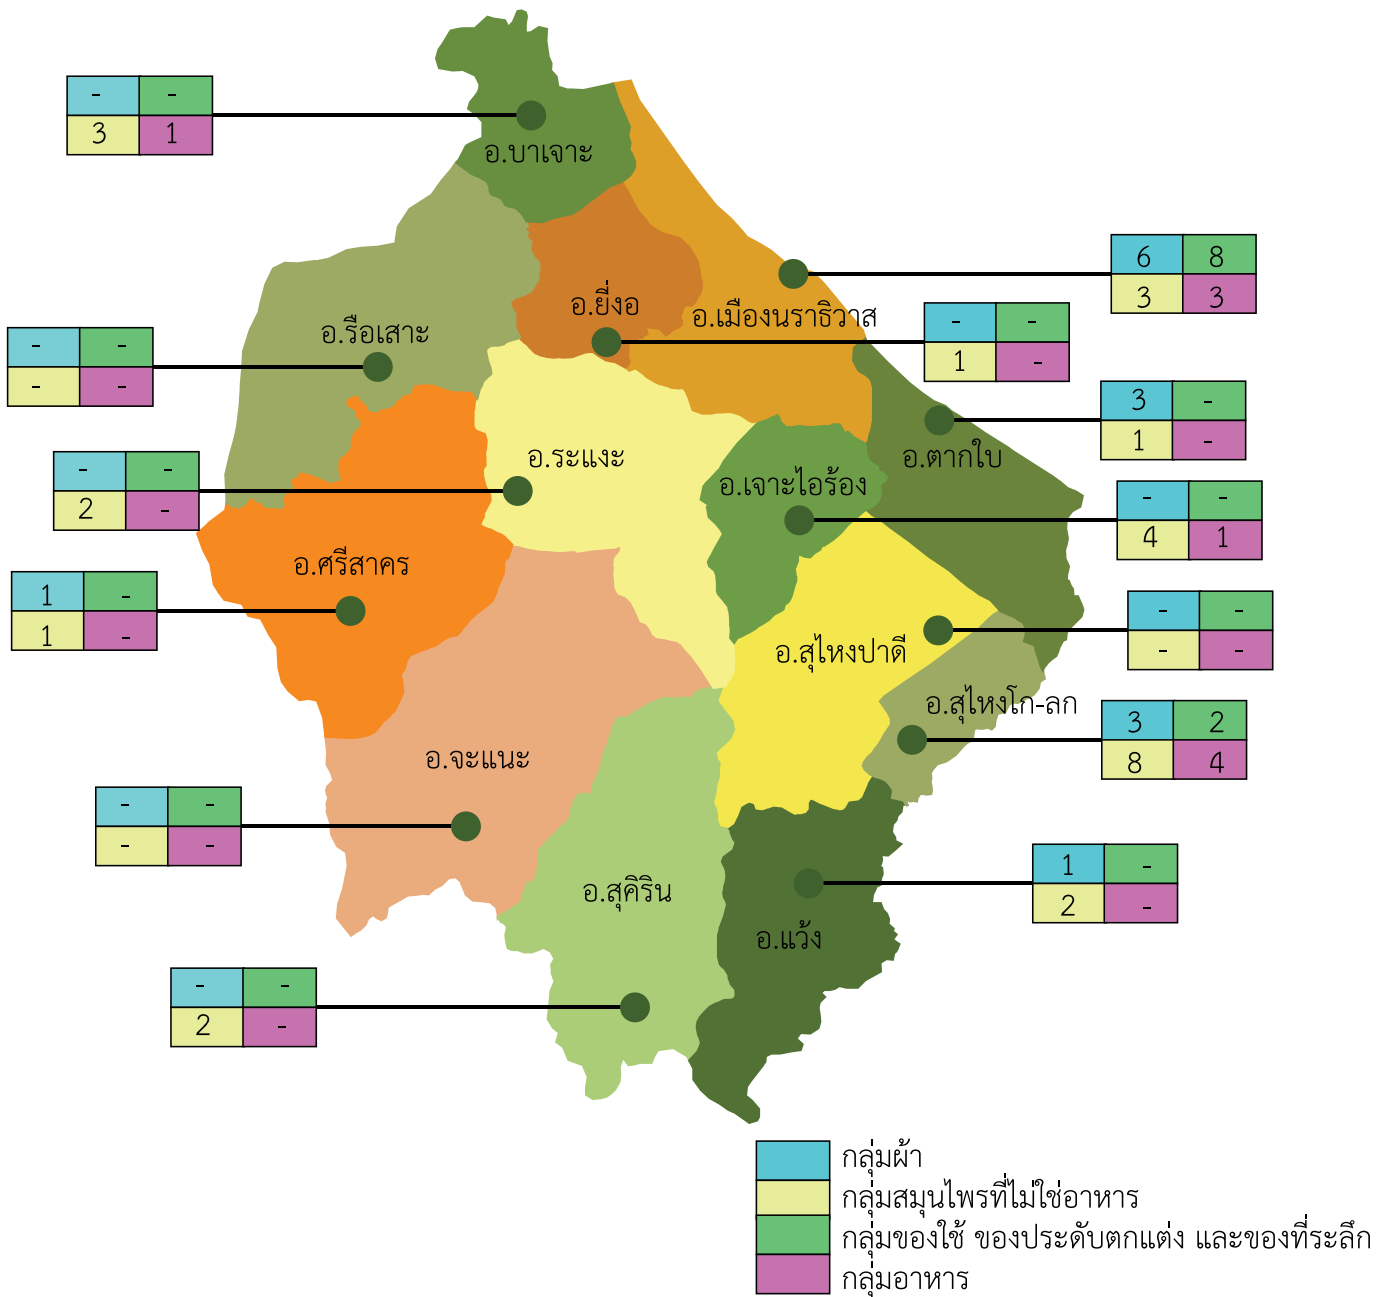 - -
3 1
อ.บาเจาะ
6 8
3 3
อ.ยี่งอ
อ.เมืองนราธิวาส
- -
1 -
อ.รือเสาะ
- -
- -
3 -
1 -
อ.ระแงะ
อ.ตากใบ
- -
2 -
อ.เจาะไอร้อง
- -
4 1
อ.ศรีสาคร
1 -
1 -
- -
- -
อ.สุไหงปาดี
อ.สุไหงโก-ลก
3 2
8 4
อ.จะแนะ
- -
- -
1 -
2 -
อ.สุคิริน
อ.แว้ง
- -
2 -
กลุ่มผ้า
กลุ่มสมุนไพรที่ไม่ใช่อาหาร
กลุ่มของใช้ ของประดับตกแต่ง และของที่ระลึก
กลุ่มอาหาร